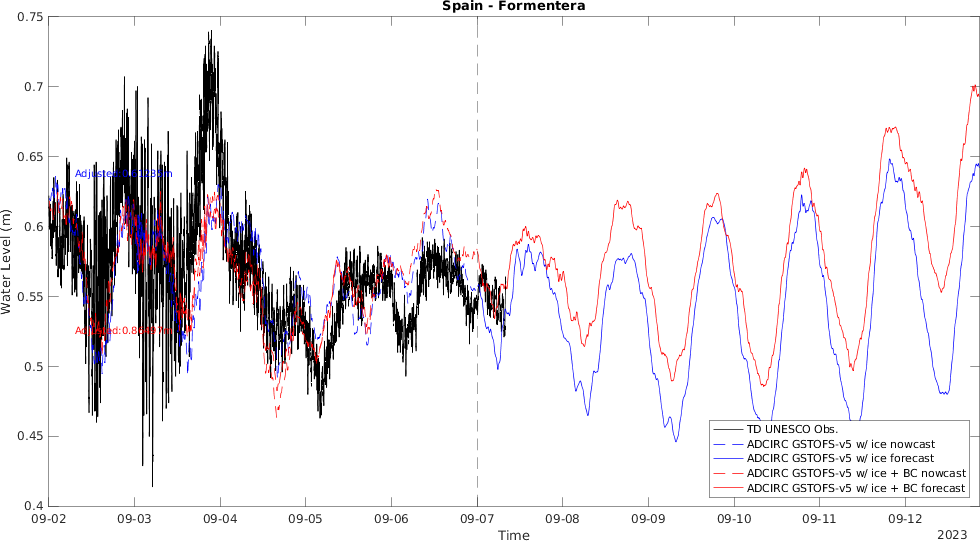 Spain - Formentera
0.75
0.7
0.65
0.6
0.55
0.5
0.45
0.4
Water Level (m)
09-02
09-03
09-04
09-05
09-06
09-07
09-08
09-09
09-10
09-11
09-12
Time
2023
TD UNESCO Obs.
ADCIRC GSTOFS-v5 w/ ice nowcast
ADCIRC GSTOFS-v5 w/ ice forecast
ADCIRC GSTOFS-v5 w/ ice + BC nowcast
ADCIRC GSTOFS-v5 w/ ice + BC forecast